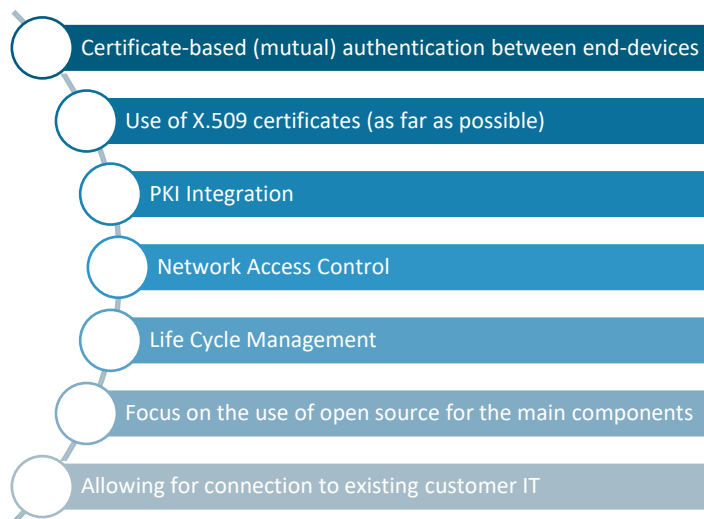 Certificate-based (mutual) authentication between end-devices
Use of X.509 certificates (as far as possible)
PKI Integration
Network Access Control
Life Cycle Management
Focus on the use of open source for the main components
Allowing for connection to existing customer IT